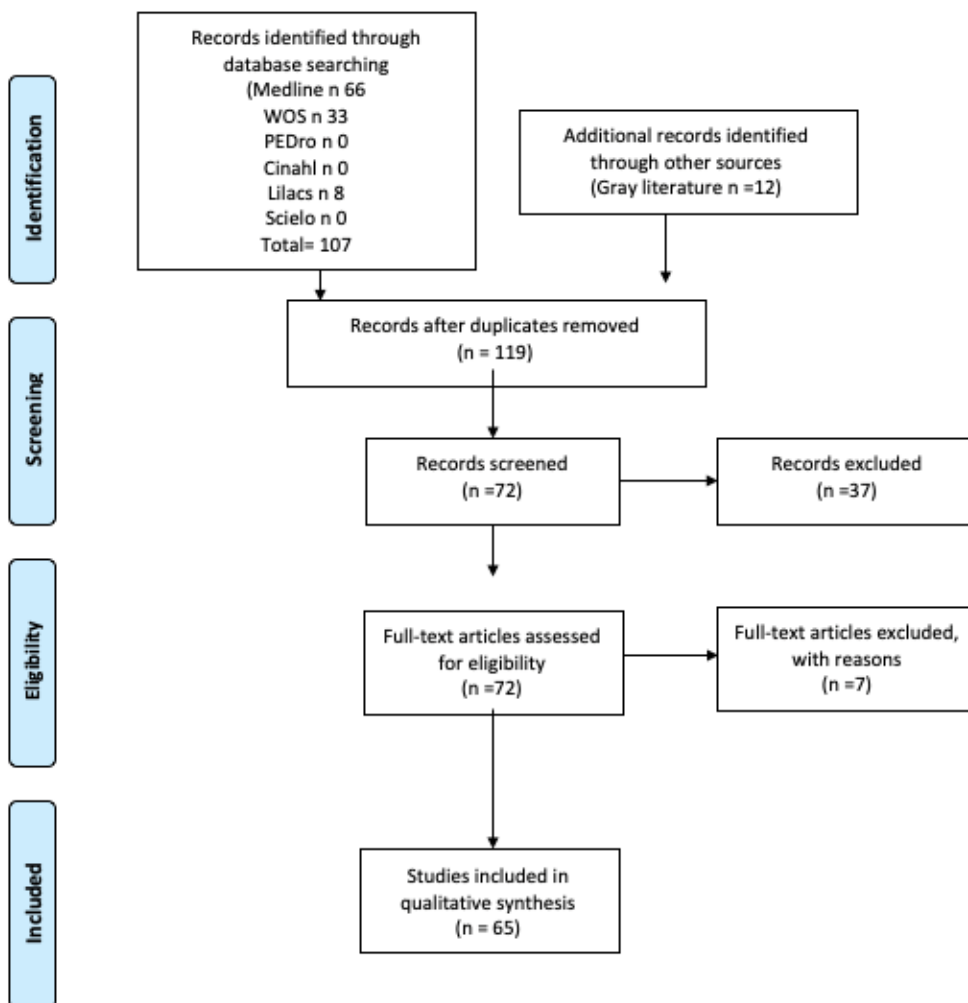 Identification
Records identified through
database searching
(Medline n 66
WOS n 33
PEDro n 0
Cinahl n 0
Lilacs n 8
Scielo n 0
Total= 107
Additional records identified
through other sources
(Gray literature n =12)
Screening
Records after duplicates removed
(n = 119)
Records screened
(n =72)
Records excluded
(n =37)
Eligibility
Full-text articles assessed
for eligibility
(n =72)
Full-text articles excluded,
with reasons
(n =7)
Included
Studies included in
qualitative synthesis
(n = 65)